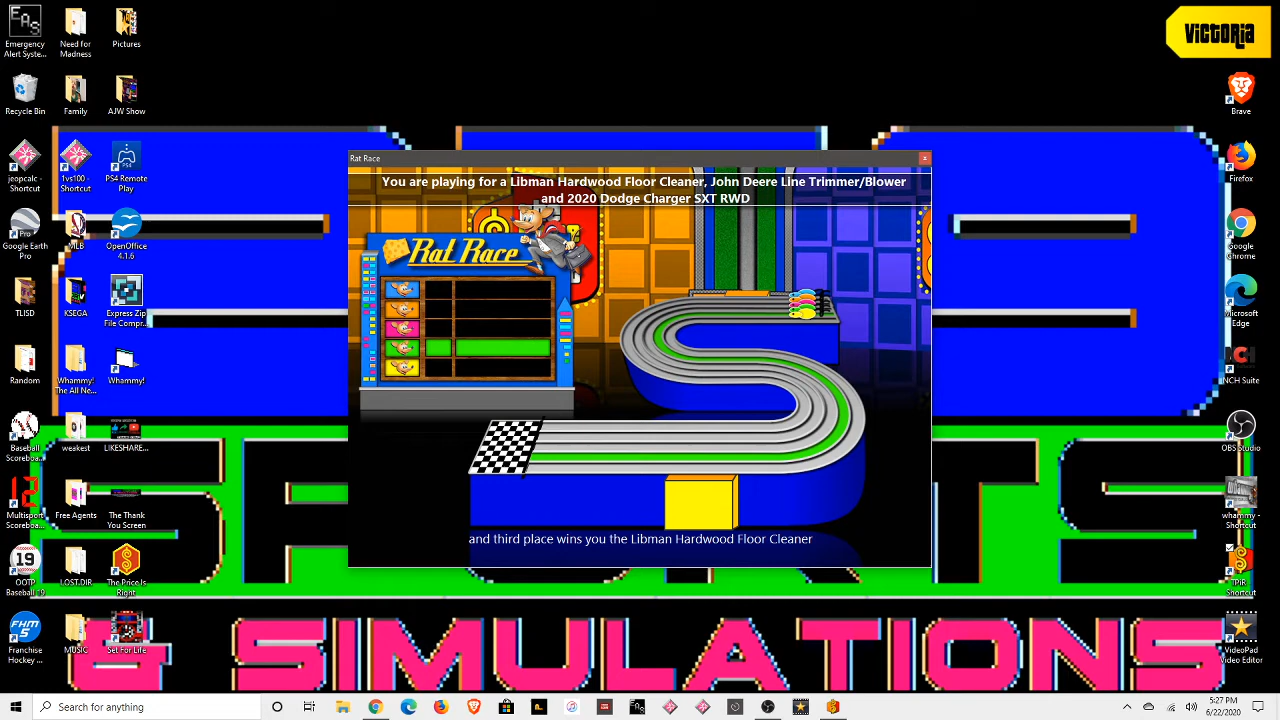 Emergency
Alert Syste...
Need for
Madness
Pictures
VICTORIA
Recycle Bin
Family
AJW Show
Brave
jeopcalc -
Shortcut
1vs100 -
Shortcut
PS4 Remote
Play
Firefox
Google Earth
Pro
MLB
OpenOffice
4.1.6
Google
Chrome
TLISD
KSEGA
Express Zip
File Compr...
Microsoft
Edge
Random
Whammy!
The All Ne...
Whammy!
NCH Suite
Baseball
Scoreboa...
weakest
LIKESHARE...
OBS Studio
Multisport
Scoreboa...
Free Agents
The Thank
You Screen
whammy -
Shortcut
OOTP
Baseball 19
LOST.DIR
The Price Is
Right
TPiR
Shortcut
Franchise
Hockey ...
MUSIC
Set For Life
VideoPad
Video Editor
Rat Race
You are playing for a Libman Hardwood Floor Cleaner, John Deere Line Trimmer/Blower
and 2020 Dodge Charger SXT RWD
Rat Race
and third place wins you the Libman Hardwood Floor Cleaner
& SIMULATIONS
Search for anything
5:27 PM
6/22/2020